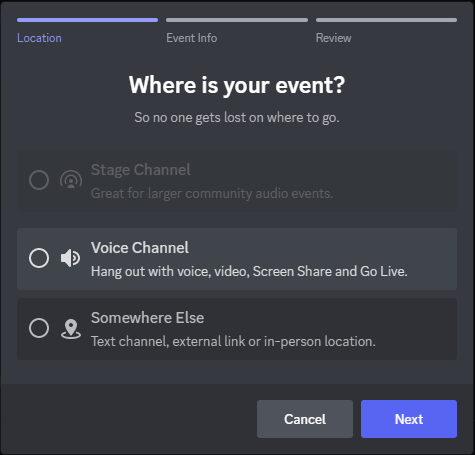 Location
Event Info
Review
Where is your event?
So no one gets lost on where to go.
Stage Channel
Great for larger community audio events.
Voice Channel
Hang out with voice, video, Screen Share and Go Live.
Somewhere Else
Text channel, external link or in-person location.
Cancel
Next